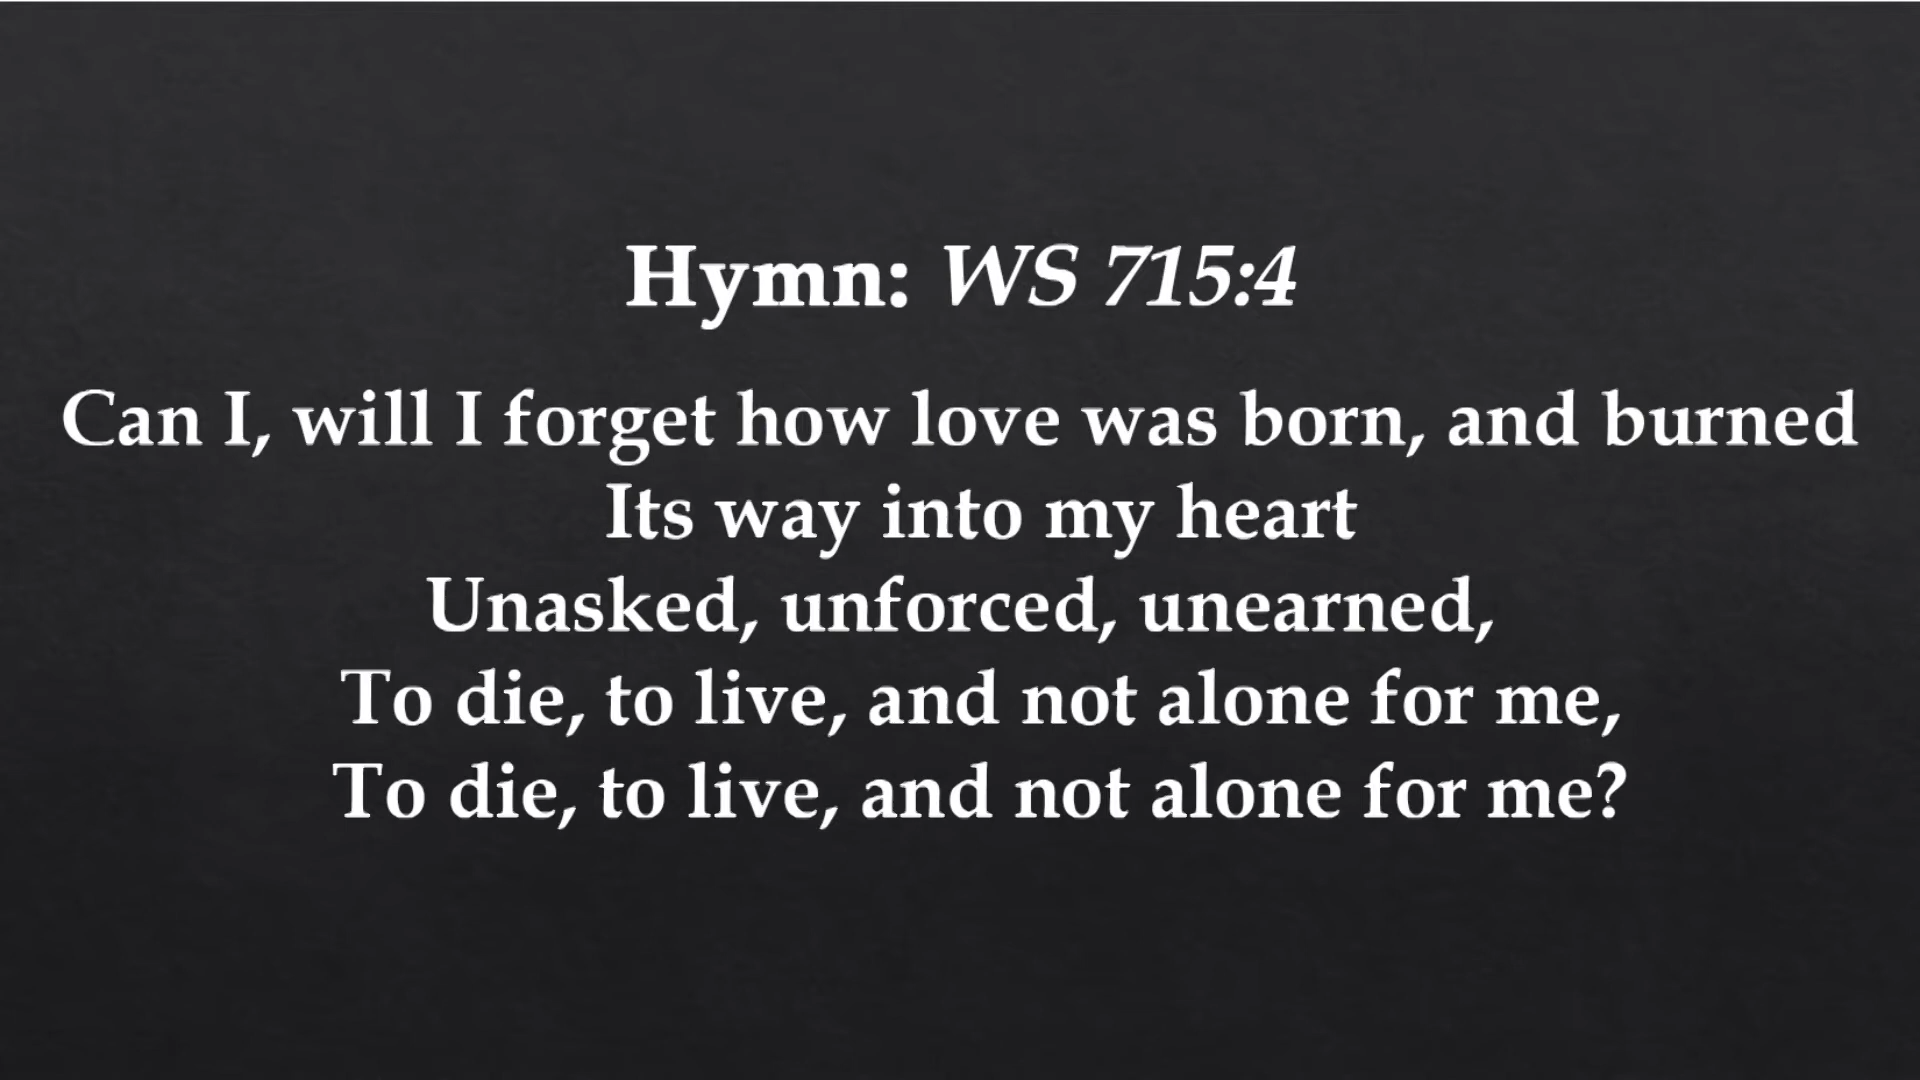 Hymn: WS 715:4
Can I, will I forget how love was born, and burned
Its way into my heart
Unasked, unforced, unearned,
To die, to live, and not alone for me,
To die, to live, and not alone for me?